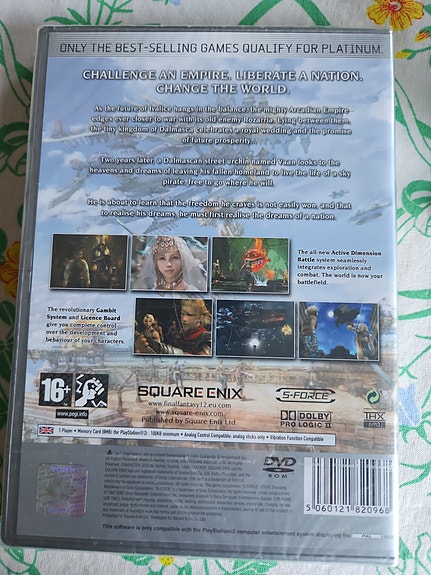 ONLY THE BEST-SELLING GAMES QUALIFY FOR PLATINUM.
CHALLENGE AN EMPIRE. LIBERATE A NATION.
CHANGE THE WORLD.
As the future of Ivalice hangs in the balance, the mighty Arcadian Empire
edges ever closer to war with its old enemy Rozarria. Lying between them,
the tiny kingdom of Dalmasca celebrates a royal wedding and the promise
of future prosperity...
Two years later, a Dalmascan street urchin named Vaan looks to the
heavens and dreams of leaving his fallen homeland to live the life of a sky
pirate, free to go where he will.
He is about to learn that the freedom he craves is not easily won, and that
to realise his dreams, he must first realise the dreams of a nation.
The all-new Active Dimension
Battle system seamlessly
integrates exploration and
combat. The world is now your
battlefield.
The revolutionary Gambit
System and Licence Board
give you complete control
over the development and
behaviour of your characters.
16+
www.pegi.info
SQUARE ENIX
www.finalfantasy12.eu.com
www.square-enix.com
Published by Square Enix Ltd.
S-FORCE
DOLBY
PRO LOGIC II
THX
1 Player • Memory Card (8MB) (for PlayStation®2) : 100KB minimum • Analog Control Compatible: analog sticks only • Vibration Function Compatible
DVD
ROM
5 060121 820968
This software is only compatible with the PlayStation®2 computer entertainment system displaying the
PAL